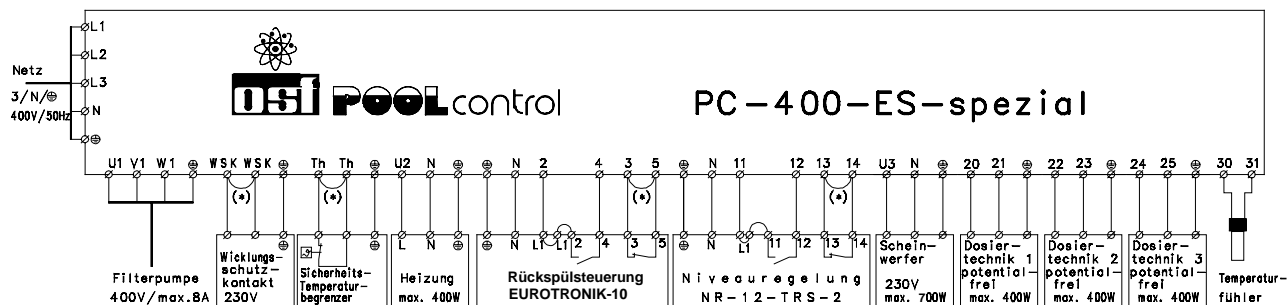 L1
L2
L3
N
⏚
Netz
3/N/⏚
400V/50Hz
osf POOLcontrol
PC-400-ES-spezial
U1 V1 W1 ⏚ WSK WSK ⏚ Th Th ⏚ U2 N ⏚ ⏚ N 2 4 3 5 ⏚ N 11 12 13 14 U3 N ⏚ 20 21 ⏚ 22 23 ⏚ 24 25 ⏚ 30 31
(*) (*) (*) (*)
⏚ ⏚ L N ⏚ ⏚ N L1 L1 2 4 3 5 ⏚ N L1 11 12 13 14
Filterpumpe
400V/max.8A
Wicklungs-
schutz-
kontakt
230V
Sicherheits-
Temperatur-
begrenzer
Heizung
max. 400W
Rückspülsteuerung
EUROTRONIK-10
Niveauregelung
NR-12-TRS-2
Schein-
werfer
230V
max. 700W
Dosier-
technik 1
potential-
frei
max. 400W
Dosier-
technik 2
potential-
frei
max. 400W
Dosier-
technik 3
potential-
frei
max. 400W
Temperatur-
fühler